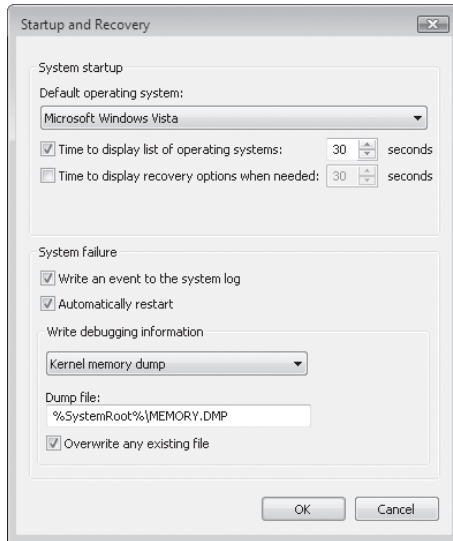 Startup and Recovery
System startup
Default operating system:
Microsoft Windows Vista
Time to display list of operating systems: 30 seconds
Time to display recovery options when needed: 30 seconds
System failure
Write an event to the system log
Automatically restart
Write debugging information
Kernel memory dump
Dump file:
%SystemRoot%\MEMORY.DMP
Overwrite any existing file
OK Cancel